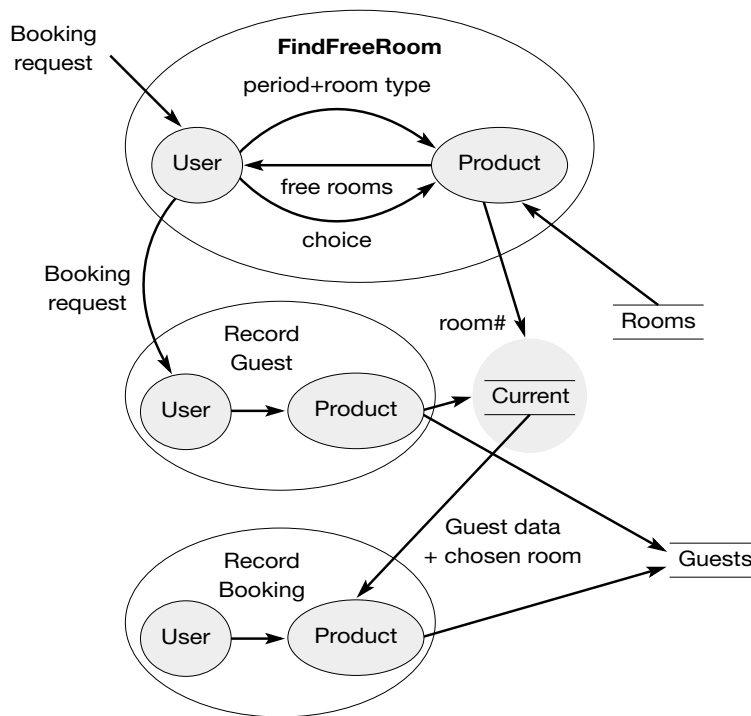 Booking
request
FindFreeRoom
period+room type
User
Product
free rooms
choice
Booking
request
room#
Rooms
Record
Guest
User
Product
Current
Guest data
+ chosen room
Guests
Record
Booking
User
Product